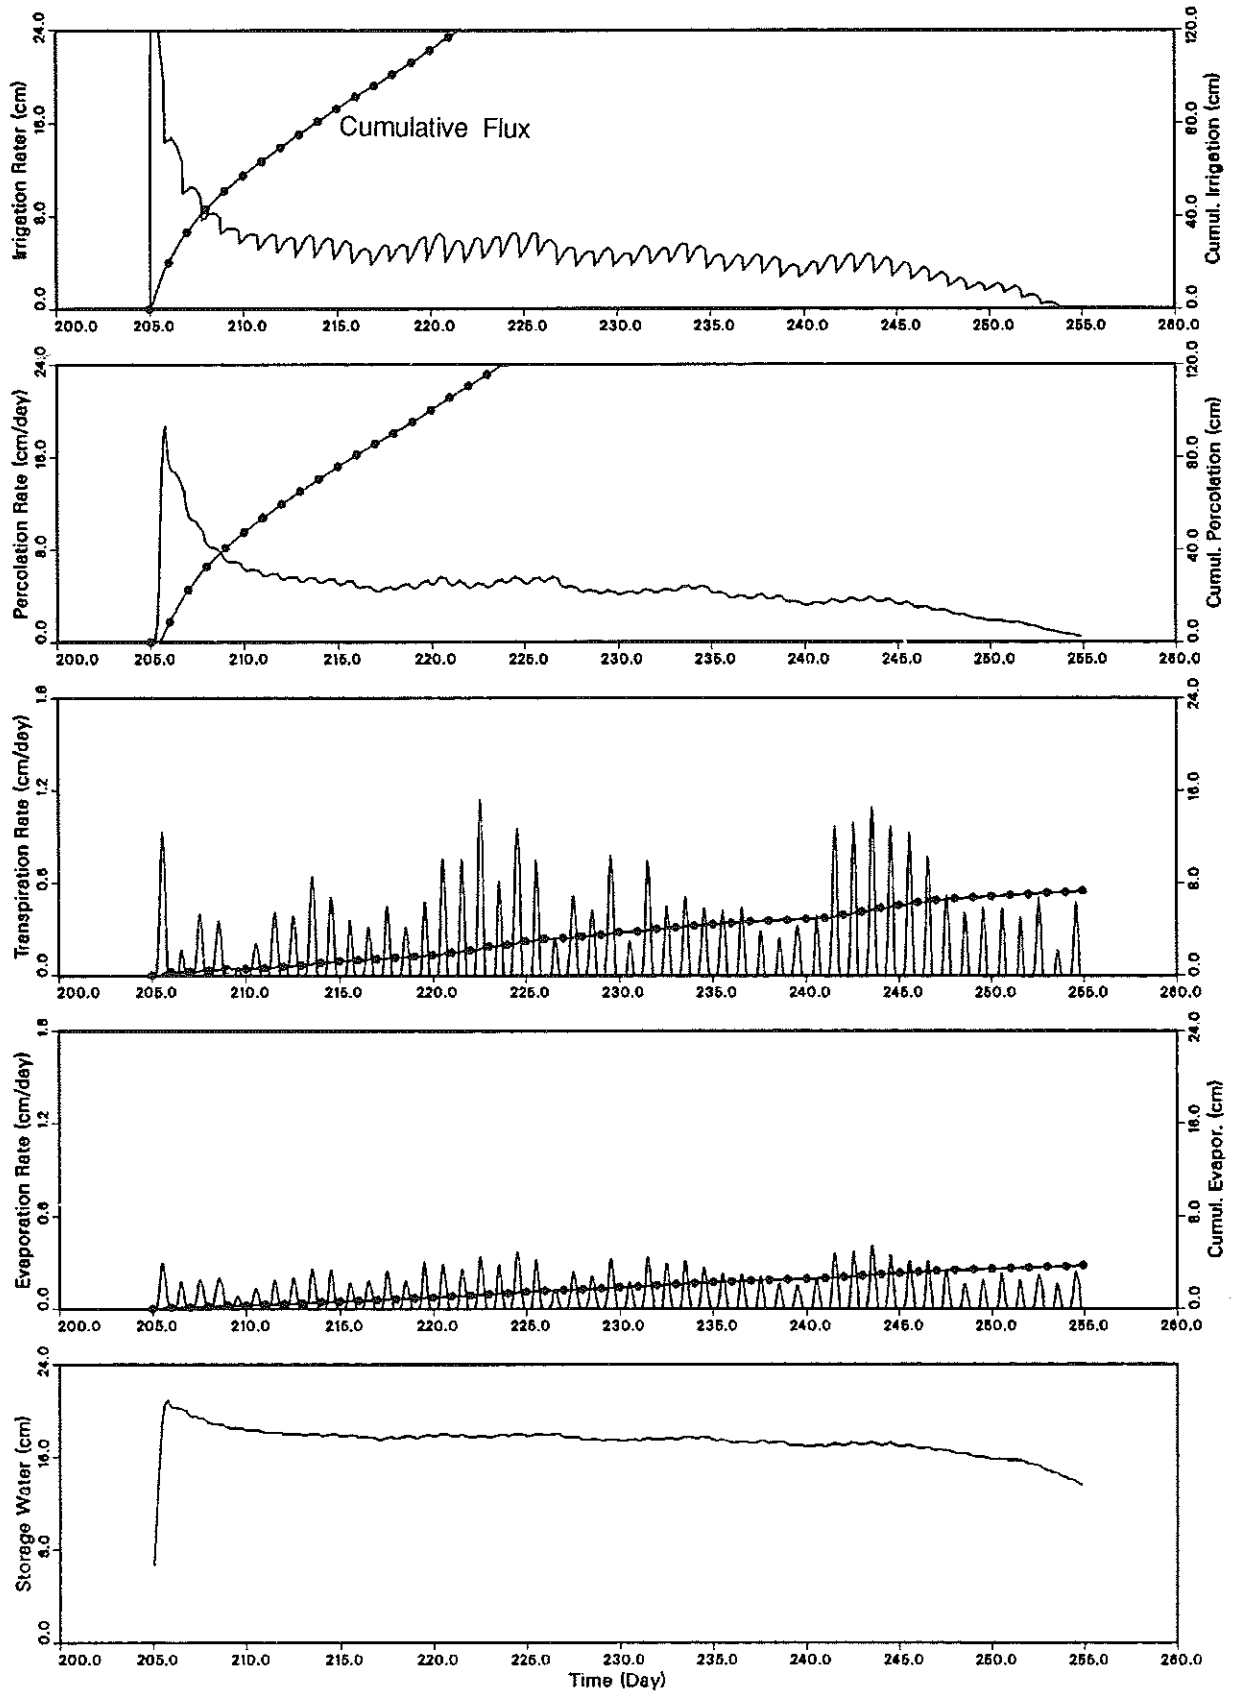 24.0
16.0
8.0
0.0
Irrigation Rater (cm)
Cumulative Flux
120.0
80.0
40.0
0.0
Cumul. Irrigation (cm)
200.0 205.0 210.0 215.0 220.0 225.0 230.0 235.0 240.0 245.0 250.0 255.0 260.0
24.0
16.0
8.0
0.0
Percolation Rate (cm/day)
120.0
80.0
40.0
0.0
Cumul. Percolation (cm)
200.0 205.0 210.0 215.0 220.0 225.0 230.0 235.0 240.0 245.0 250.0 255.0 260.0
1.8
1.2
0.6
0.0
Transpiration Rate (cm/day)
24.0
16.0
8.0
0.0
200.0 205.0 210.0 215.0 220.0 225.0 230.0 235.0 240.0 245.0 250.0 255.0 260.0
1.8
1.2
0.6
0.0
Evaporation Rate (cm/day)
24.0
16.0
8.0
0.0
Cumul. Evapor. (cm)
200.0 205.0 210.0 215.0 220.0 225.0 230.0 235.0 240.0 245.0 250.0 255.0 260.0
24.0
16.0
8.0
0.0
Storage Water (cm)
200.0 205.0 210.0 215.0 220.0 225.0 230.0 235.0 240.0 245.0 250.0 255.0 260.0
Time (Day)